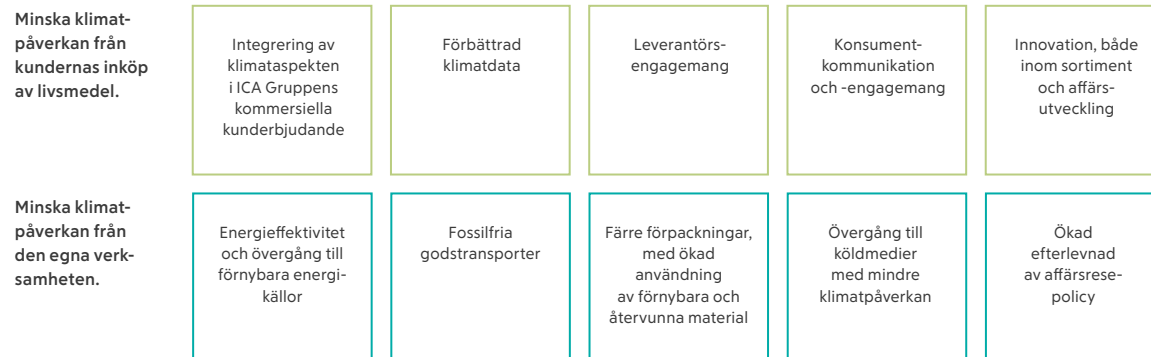 Minska klimat-
påverkan från
kundernas inköp
av livsmedel.
Integrering av
klimataspekten
i ICA Gruppens
kommersiella
kunderbjudande
Förbättrad
klimatdata
Leverantörs-
engagemang
Konsument-
kommunikation
och -engagemang
Innovation, både
inom sortiment
och affärs-
utveckling
Minska klimat-
påverkan från
den egna verk-
samheten.
Energieffektivitet
och övergång till
förnybara energi-
källor
Fossilfria
godstransporter
Färre förpackningar,
med ökad
användning
av förnybara och
återvunna material
Övergång till
köldmedier
med mindre
klimatpåverkan
Ökad
efterlevnad
av affärsrese-
policy